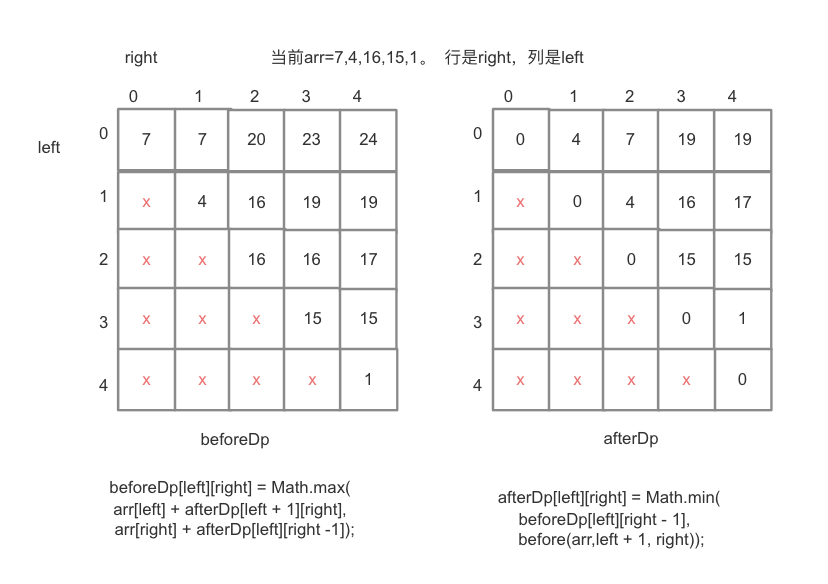 right 当前arr=7,4,16,15,1。 行是right，列是left
0 1 2 3 4 0 1 2 3 4
left
0 7 7 20 23 24 0 0 4 7 19 19
1 x 4 16 19 19 1 x 0 4 16 17
2 x x 16 16 17 2 x x 0 15 15
3 x x x 15 15 3 x x x 0 1
4 x x x x 1 4 x x x x 0
beforeDp afterDp
beforeDp[left][right] = Math.max(
arr[left] + afterDp[left + 1][right],
arr[right] + afterDp[left][right -1]);
afterDp[left][right] = Math.min(
beforeDp[left][right - 1],
before(arr,left + 1, right));